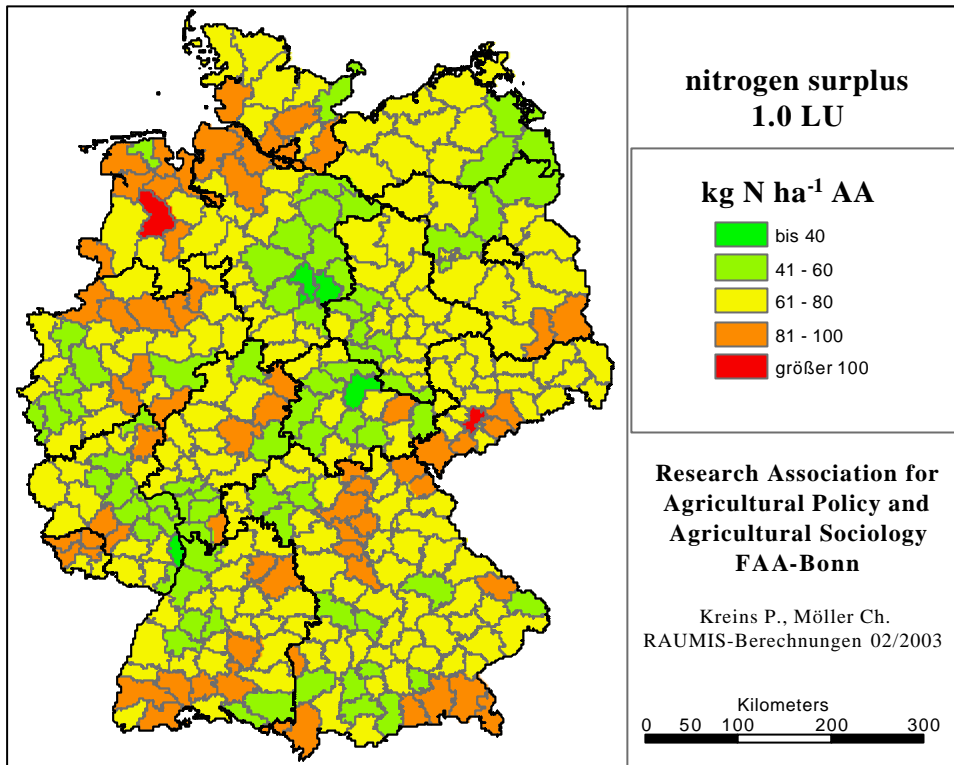 nitrogen surplus
1.0 LU
kg N ha-1 AA
bis 40
41 - 60
61 - 80
81 - 100
größer 100
Research Association for
Agricultural Policy and
Agricultural Sociology
FAA-Bonn
Kreins P., Möller Ch.
RAUMIS-Berechnungen 02/2003
Kilometers
0 50 100 200 300